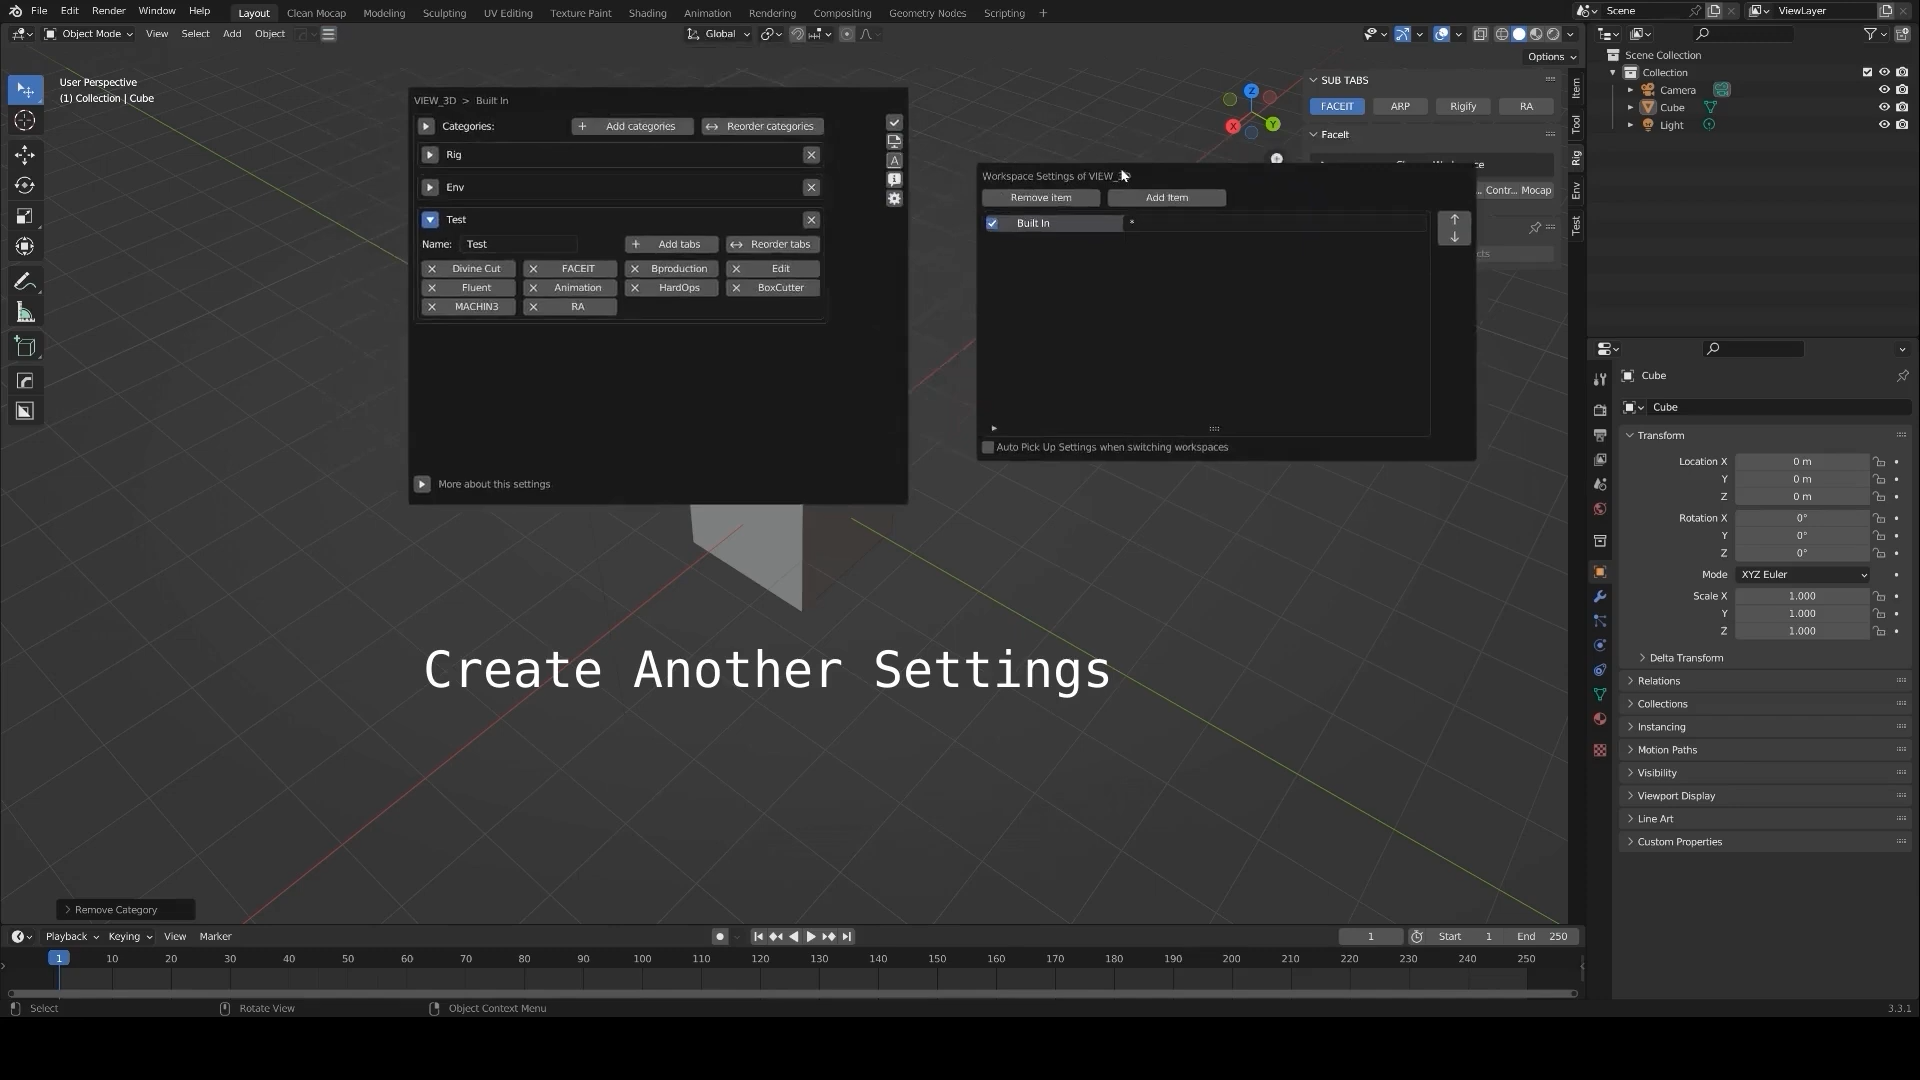 File Edit Render Window Help Layout Clean Mocap Modeling Sculpting UV Editing Texture Paint Shading Animation Rendering Compositing Geometry Nodes Scripting + Scene ViewLayer
Object Mode View Select Add Object Global
Options
User Perspective
(1) Collection | Cube
VIEW_3D > Built In
Categories: + Add categories Reorder categories
Rig
Env
Test
Name: Test + Add tabs Reorder tabs
Divine Cut FACEIT Bproduction Edit
Fluent Animation HardOps BoxCutter
MACHIN3 RA
More about this settings
Z
X
Y
SUB TABS
FACEIT ARP Rigify RA
FaceIt
... Contr... Mocap
Workspace Settings of VIEW_
Remove item Add Item
Built In *
Auto Pick Up Settings when switching workspaces
Item
Tool
Rig
Env
Test
Create Another Settings
Remove Category
Scene Collection
Collection
Camera
Cube
Light
Cube
Cube
Transform
Location X 0 m
Y 0 m
Z 0 m
Rotation X 0°
Y 0°
Z 0°
Mode XYZ Euler
Scale X 1.000
Y 1.000
Z 1.000
Delta Transform
Relations
Collections
Instancing
Motion Paths
Visibility
Viewport Display
Line Art
Custom Properties
Playback Keying View Marker 1 Start 1 End 250
1 10 20 30 40 50 60 70 80 90 100 110 120 130 140 150 160 170 180 190 200 210 220 230 240 250
Select Rotate View Object Context Menu 3.3.1